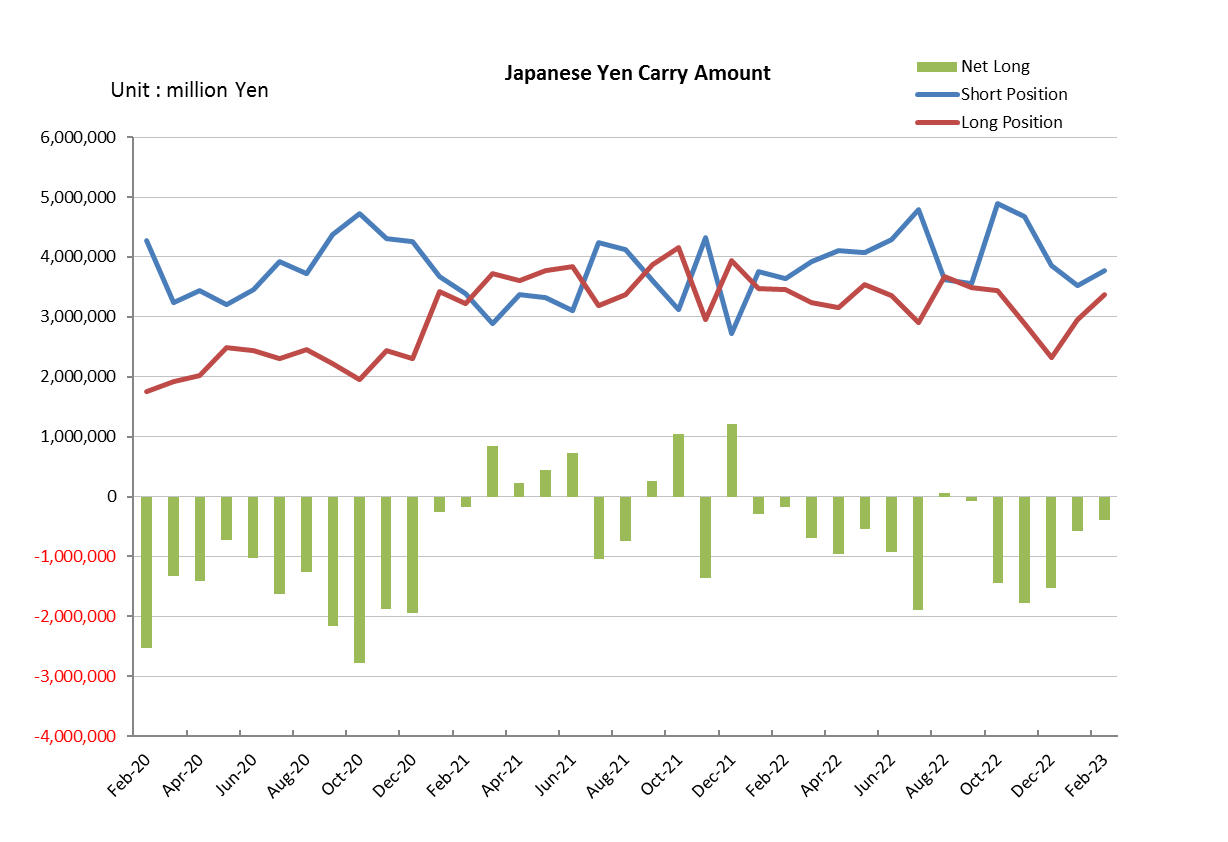 Japanese Yen Carry Amount
Unit : million Yen
Net Long
Short Position
Long Position
6,000,000
5,000,000
4,000,000
3,000,000
2,000,000
1,000,000
0
-1,000,000
-2,000,000
-3,000,000
-4,000,000
Feb-20
Apr-20
Jun-20
Aug-20
Oct-20
Dec-20
Feb-21
Apr-21
Jun-21
Aug-21
Oct-21
Dec-21
Feb-22
Apr-22
Jun-22
Aug-22
Oct-22
Dec-22
Feb-23